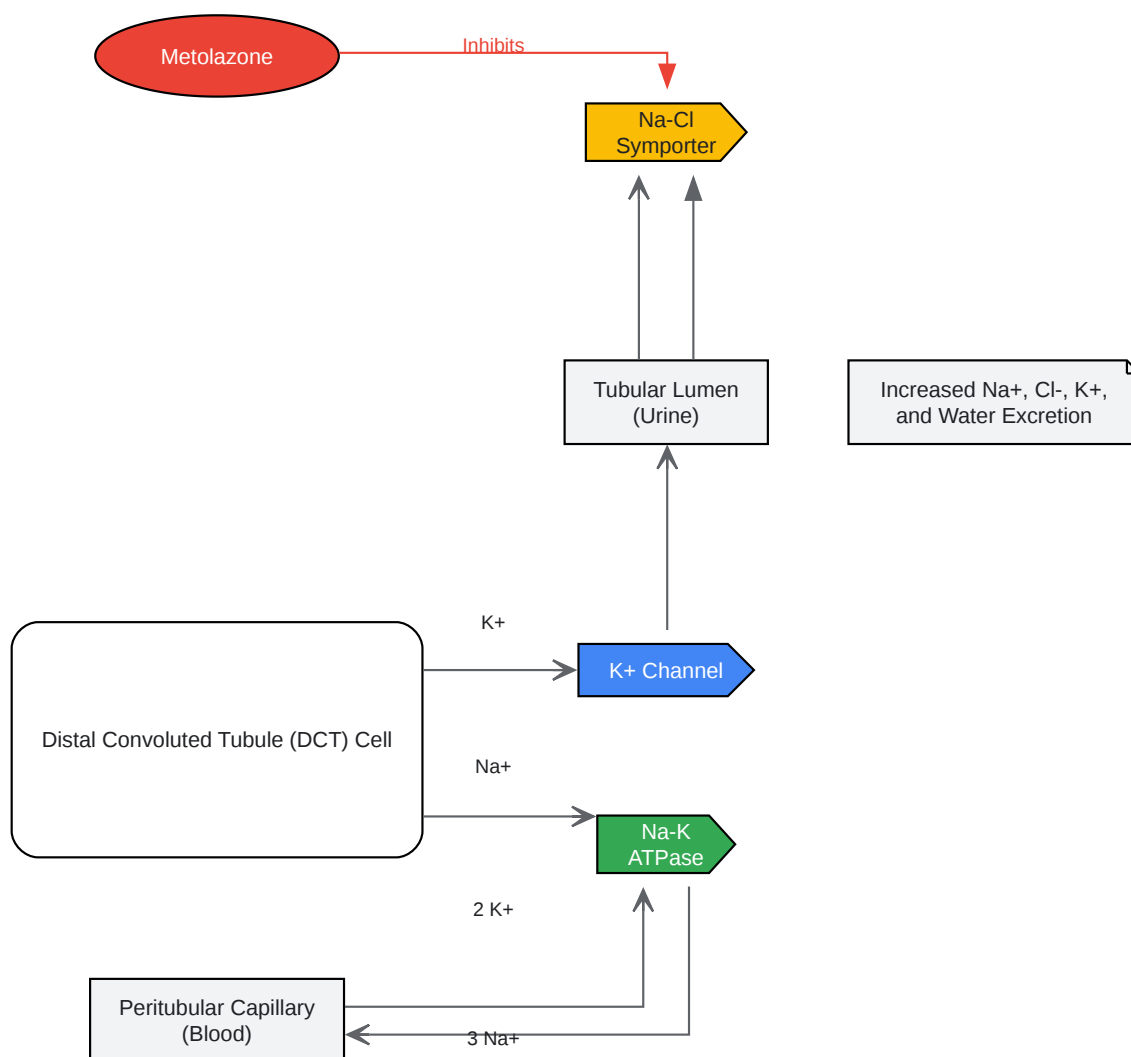 Metolazone
Inhibits
Na-Cl
Symporter
Tubular Lumen
(Urine)
Increased Na+, Cl-, K+,
and Water Excretion
K+
K+ Channel
Distal Convoluted Tubule (DCT) Cell
Na+
Na-K
ATPase
2 K+
Peritubular Capillary
(Blood)
3 Na+